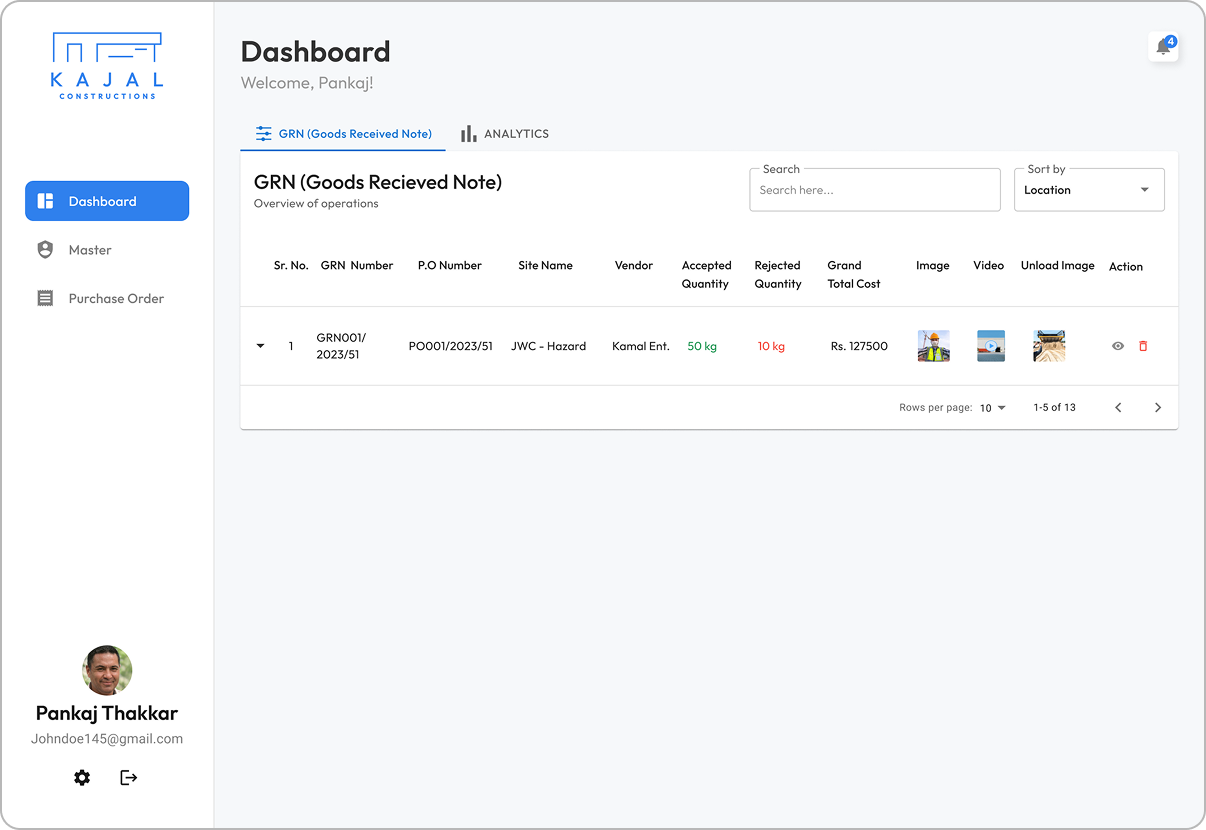 KAJAL
CONSTRUCTIONS
Dashboard
Master
Purchase Order
Pankaj Thakkar
Johndoe145@gmail.com
Dashboard
Welcome, Pankaj!
4
GRN (Goods Received Note)
ANALYTICS
GRN (Goods Recieved Note)
Overview of operations
Search
Search here...
Sort by
Location
Sr. No.
GRN Number
P.O Number
Site Name
Vendor
Accepted
Quantity
Rejected
Quantity
Grand
Total Cost
Image
Video
Unload Image
Action
1
GRN001/
2023/51
PO001/2023/51
JWC - Hazard
Kamal Ent.
50 kg
10 kg
Rs. 127500
Rows per page: 10
1-5 of 13